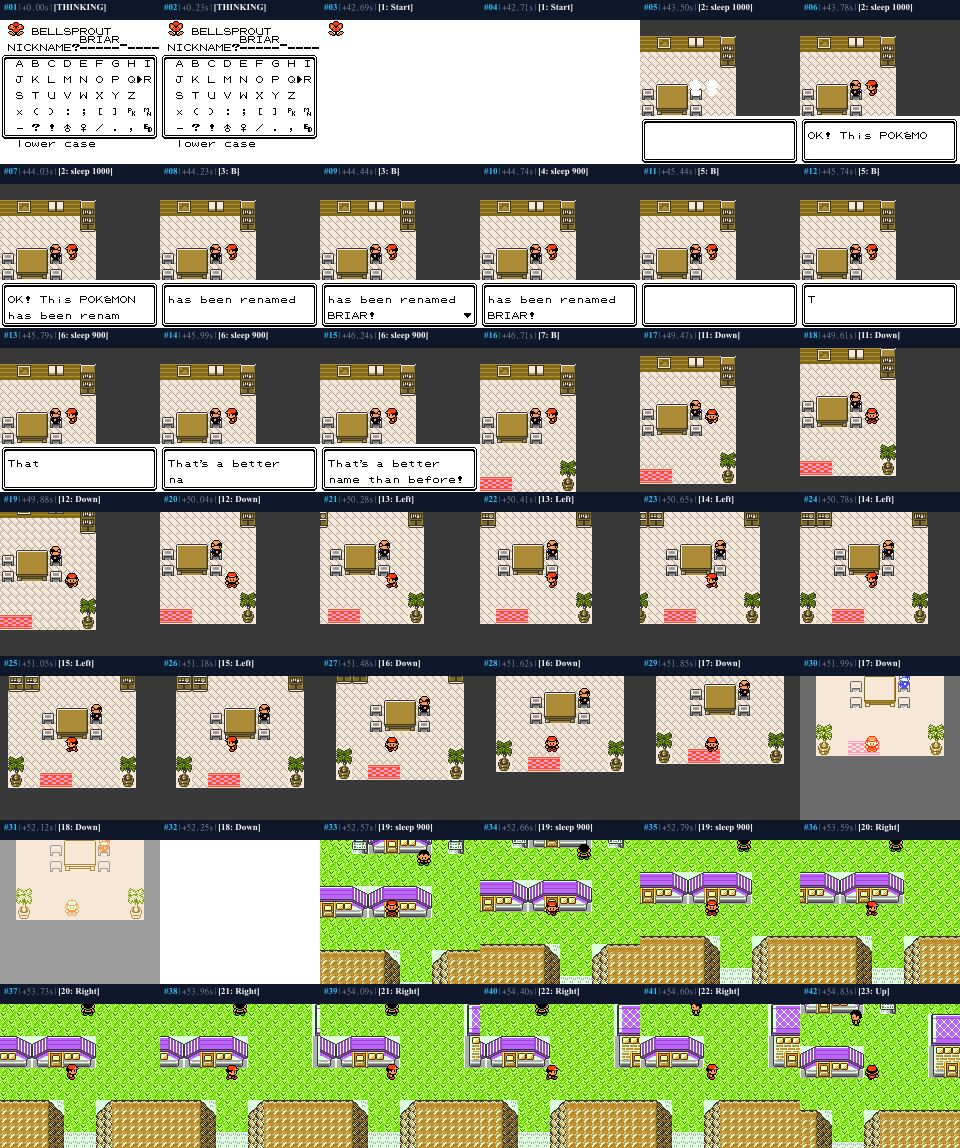 #01|+0.00s|[THINKING]
#02|+0.23s|[THINKING]
#03|+42.69s|[1: Start]
#04|+42.71s|[1: Start]
#05|+43.50s|[2: sleep 1000]
#06|+43.78s|[2: sleep 1000]
BELLSPROUT
BRIAR
NICKNAME?
A B C D E F G H I
J K L M N O P Q R
S T U V W X Y Z
× ( ) : ; [ ] PK MN
- ? ! ♂ ♀ / . , ED
lower case
BELLSPROUT
BRIAR
NICKNAME?
A B C D E F G H I
J K L M N O P Q R
S T U V W X Y Z
× ( ) : ; [ ] PK MN
- ? ! ♂ ♀ / . , ED
lower case
OK! This POKéMO
#07|+44.03s|[2: sleep 1000]
#08|+44.23s|[3: B]
#09|+44.44s|[3: B]
#10|+44.74s|[4: sleep 900]
#11|+45.44s|[5: B]
#12|+45.74s|[5: B]
OK! This POKéMON
has been renam
has been renamed
has been renamed
BRIAR!
has been renamed
BRIAR!
T
#13|+45.79s|[6: sleep 900]
#14|+45.99s|[6: sleep 900]
#15|+46.24s|[6: sleep 900]
#16|+46.71s|[7: B]
#17|+49.47s|[11: Down]
#18|+49.61s|[11: Down]
That
That's a better
na
That's a better
name than before!
#19|+49.88s|[12: Down]
#20|+50.04s|[12: Down]
#21|+50.28s|[13: Left]
#22|+50.41s|[13: Left]
#23|+50.65s|[14: Left]
#24|+50.78s|[14: Left]
#25|+51.05s|[15: Left]
#26|+51.18s|[15: Left]
#27|+51.48s|[16: Down]
#28|+51.62s|[16: Down]
#29|+51.85s|[17: Down]
#30|+51.99s|[17: Down]
#31|+52.12s|[18: Down]
#32|+52.25s|[18: Down]
#33|+52.57s|[19: sleep 900]
#34|+52.66s|[19: sleep 900]
#35|+52.79s|[19: sleep 900]
#36|+53.59s|[20: Right]
#37|+53.73s|[20: Right]
#38|+53.96s|[21: Right]
#39|+54.09s|[21: Right]
#40|+54.40s|[22: Right]
#41|+54.60s|[22: Right]
#42|+54.83s|[23: Up]